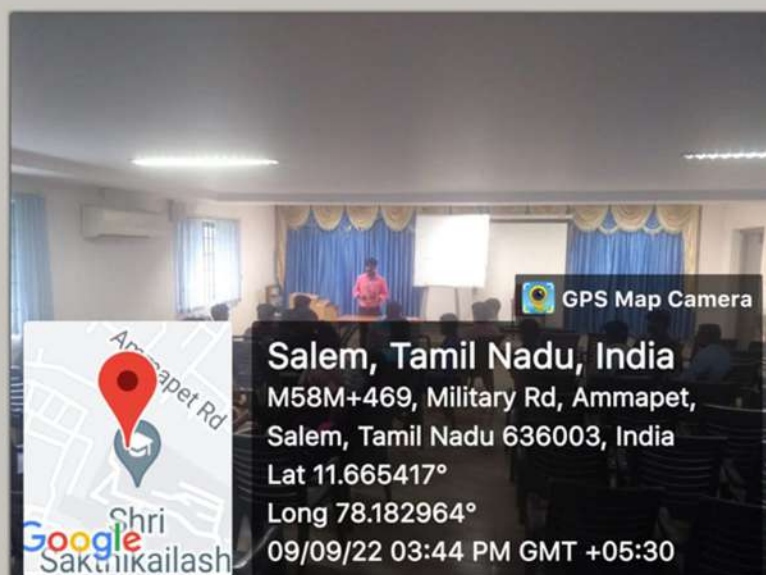 GPS Map Camera
Salem, Tamil Nadu, India
M58M+469, Military Rd, Ammapet,
Salem, Tamil Nadu 636003, India
Lat 11.665417°
Long 78.182964°
09/09/22 03:44 PM GMT +05:30
Ammapet Rd
Shri
Sakthikailash
Google